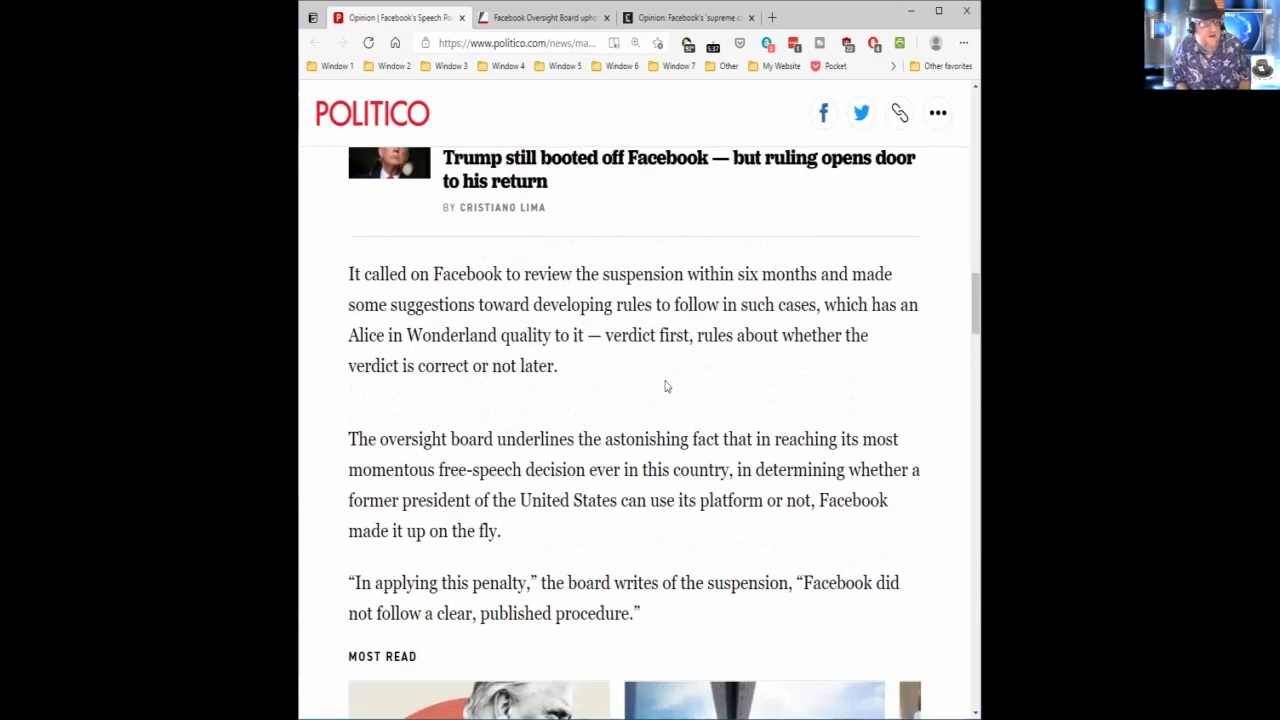 Opinion | Facebook's Speech Po
Facebook Oversight Board uph
Opinion: Facebook's 'supreme c
https://www.politico.com/news/ma...
Window 1
Window 2
Window 3
Window 4
Window 5
Window 6
Window 7
Other
My Website
Pocket
Other favorites
POLITICO
Trump still booted off Facebook — but ruling opens door
to his return
BY CRISTIANO LIMA
It called on Facebook to review the suspension within six months and made
some suggestions toward developing rules to follow in such cases, which has an
Alice in Wonderland quality to it — verdict first, rules about whether the
verdict is correct or not later.
The oversight board underlines the astonishing fact that in reaching its most
momentous free-speech decision ever in this country, in determining whether a
former president of the United States can use its platform or not, Facebook
made it up on the fly.
“In applying this penalty,” the board writes of the suspension, “Facebook did
not follow a clear, published procedure.”
MOST READ